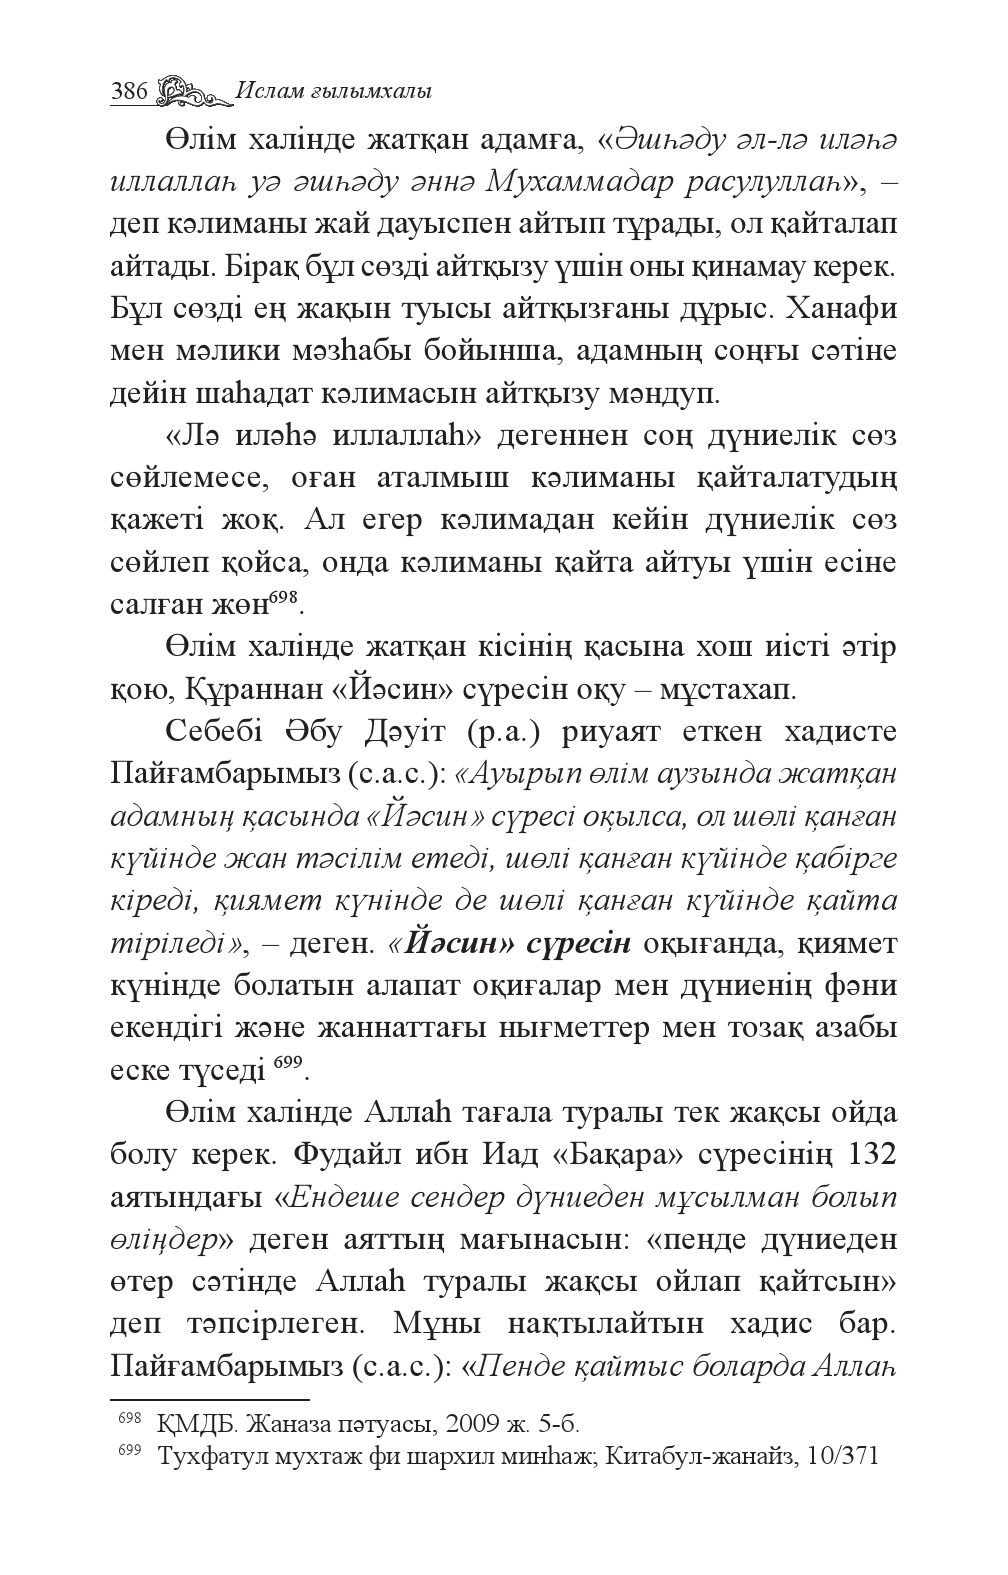 386 Ислам ғылымхалы
Өлім халінде жатқан адамға, «Әшһәду әл-лә иләһә
иллаллаһ уә әшһәду әннә Мухаммадар расулуллаһ», –
деп кәлиманы жай дауыспен айтып тұрады, ол қайталап
айтады. Бірақ бұл сөзді айтқызу үшін оны қинамау керек.
Бұл сөзді ең жақын туысы айтқызғаны дұрыс. Ханафи
мен мәлики мәзһабы бойынша, адамның соңғы сәтіне
дейін шаһадат кәлимасын айтқызу мәндуп.
«Лә иләһә иллаллаһ» дегеннен соң дүниелік сөз
сөйлемесе, оған аталмыш кәлиманы қайталатудың
қажеті жоқ. Ал егер кәлимадан кейін дүниелік сөз
сөйлеп қойса, онда кәлиманы қайта айтуы үшін есіне
салған жөн⁶⁹⁸.
Өлім халінде жатқан кісінің қасына хош иісті әтір
қою, Құраннан «Йәсин» сүресін оқу – мұстахап.
Себебі Әбу Дәуіт (р.а.) риуаят еткен хадисте
Пайғамбарымыз (с.а.с.): «Ауырып өлім аузында жатқан
адамның қасында «Йәсин» сүресі оқылса, ол шөлі қанған
күйінде жан тәсілім етеді, шөлі қанған күйінде қабірге
кіреді, қиямет күнінде де шөлі қанған күйінде қайта
тіріледі», – деген. «Йәсин» сүресін оқығанда, қиямет
күнінде болатын алапат оқиғалар мен дүниенің фәни
екендігі және жаннаттағы нығметтер мен тозақ азабы
еске түседі ⁶⁹⁹.
Өлім халінде Аллаһ тағала туралы тек жақсы ойда
болу керек. Фудайл ибн Иад «Бақара» сүресінің 132
аятындағы «Ендеше сендер дүниеден мұсылман болып
өліңдер» деген аяттың мағынасын: «пенде дүниеден
өтер сәтінде Аллаһ туралы жақсы ойлап қайтсын»
деп тәпсірлеген. Мұны нақтылайтын хадис бар.
Пайғамбарымыз (с.а.с.): «Пенде қайтыс боларда Аллаһ
⁶⁹⁸ ҚМДБ. Жаназа пәтуасы, 2009 ж. 5-б.
⁶⁹⁹ Тухфатул мухтаж фи шархил минһаж; Китабул-жанайз, 10/371